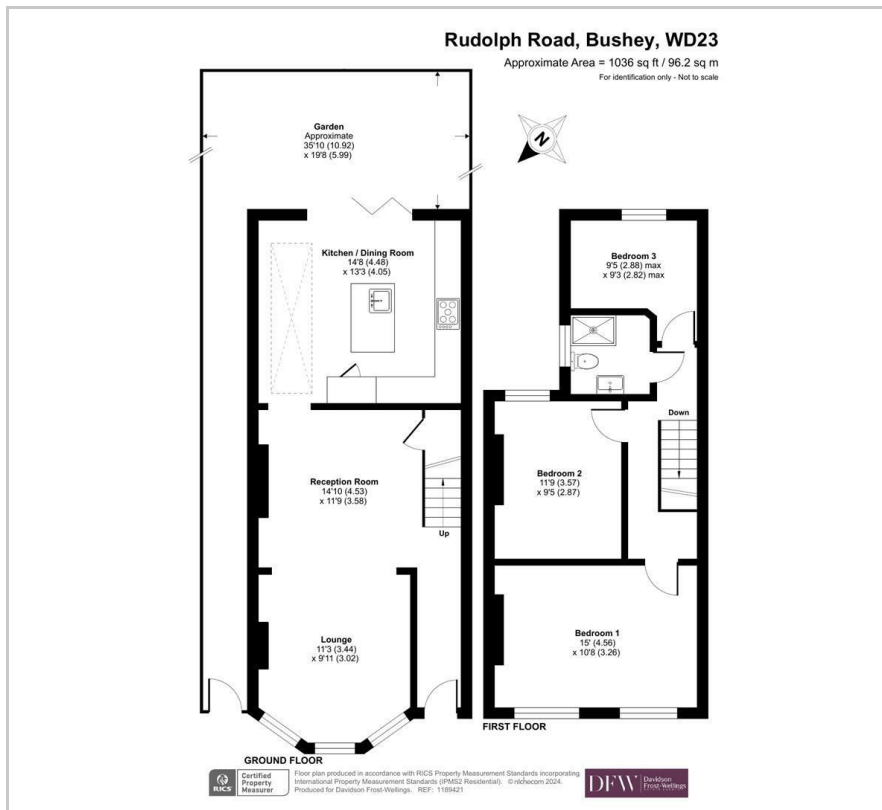 Rudolph Road, Bushey, WD23
Approximate Area = 1036 sq ft / 96.2 sq m
For identification only - Not to scale
Garden
Approximate
35'10 (10.92)
x 19'8 (5.99)
N
Kitchen / Dining Room
14'8 (4.48)
x 13'3 (4.05)
Bedroom 3
9'5 (2.88) max
x 9'3 (2.82) max
Down
Reception Room
14'10 (4.53)
x 11'9 (3.58)
Up
Bedroom 2
11'9 (3.57)
x 9'5 (2.87)
Lounge
11'3 (3.44)
x 9'11 (3.02)
Bedroom 1
15' (4.56)
x 10'8 (3.26)
FIRST FLOOR
GROUND FLOOR
RICS
Certified
Property
Measurer
Floor plan produced in accordance with RICS Property Measurement Standards incorporating
International Property Measurement Standards (IPMS2 Residential). © nichecom 2024.
Produced for Davidson Frost-Wellings. REF: 1189421
DFW
Davidson
Frost-Wellings